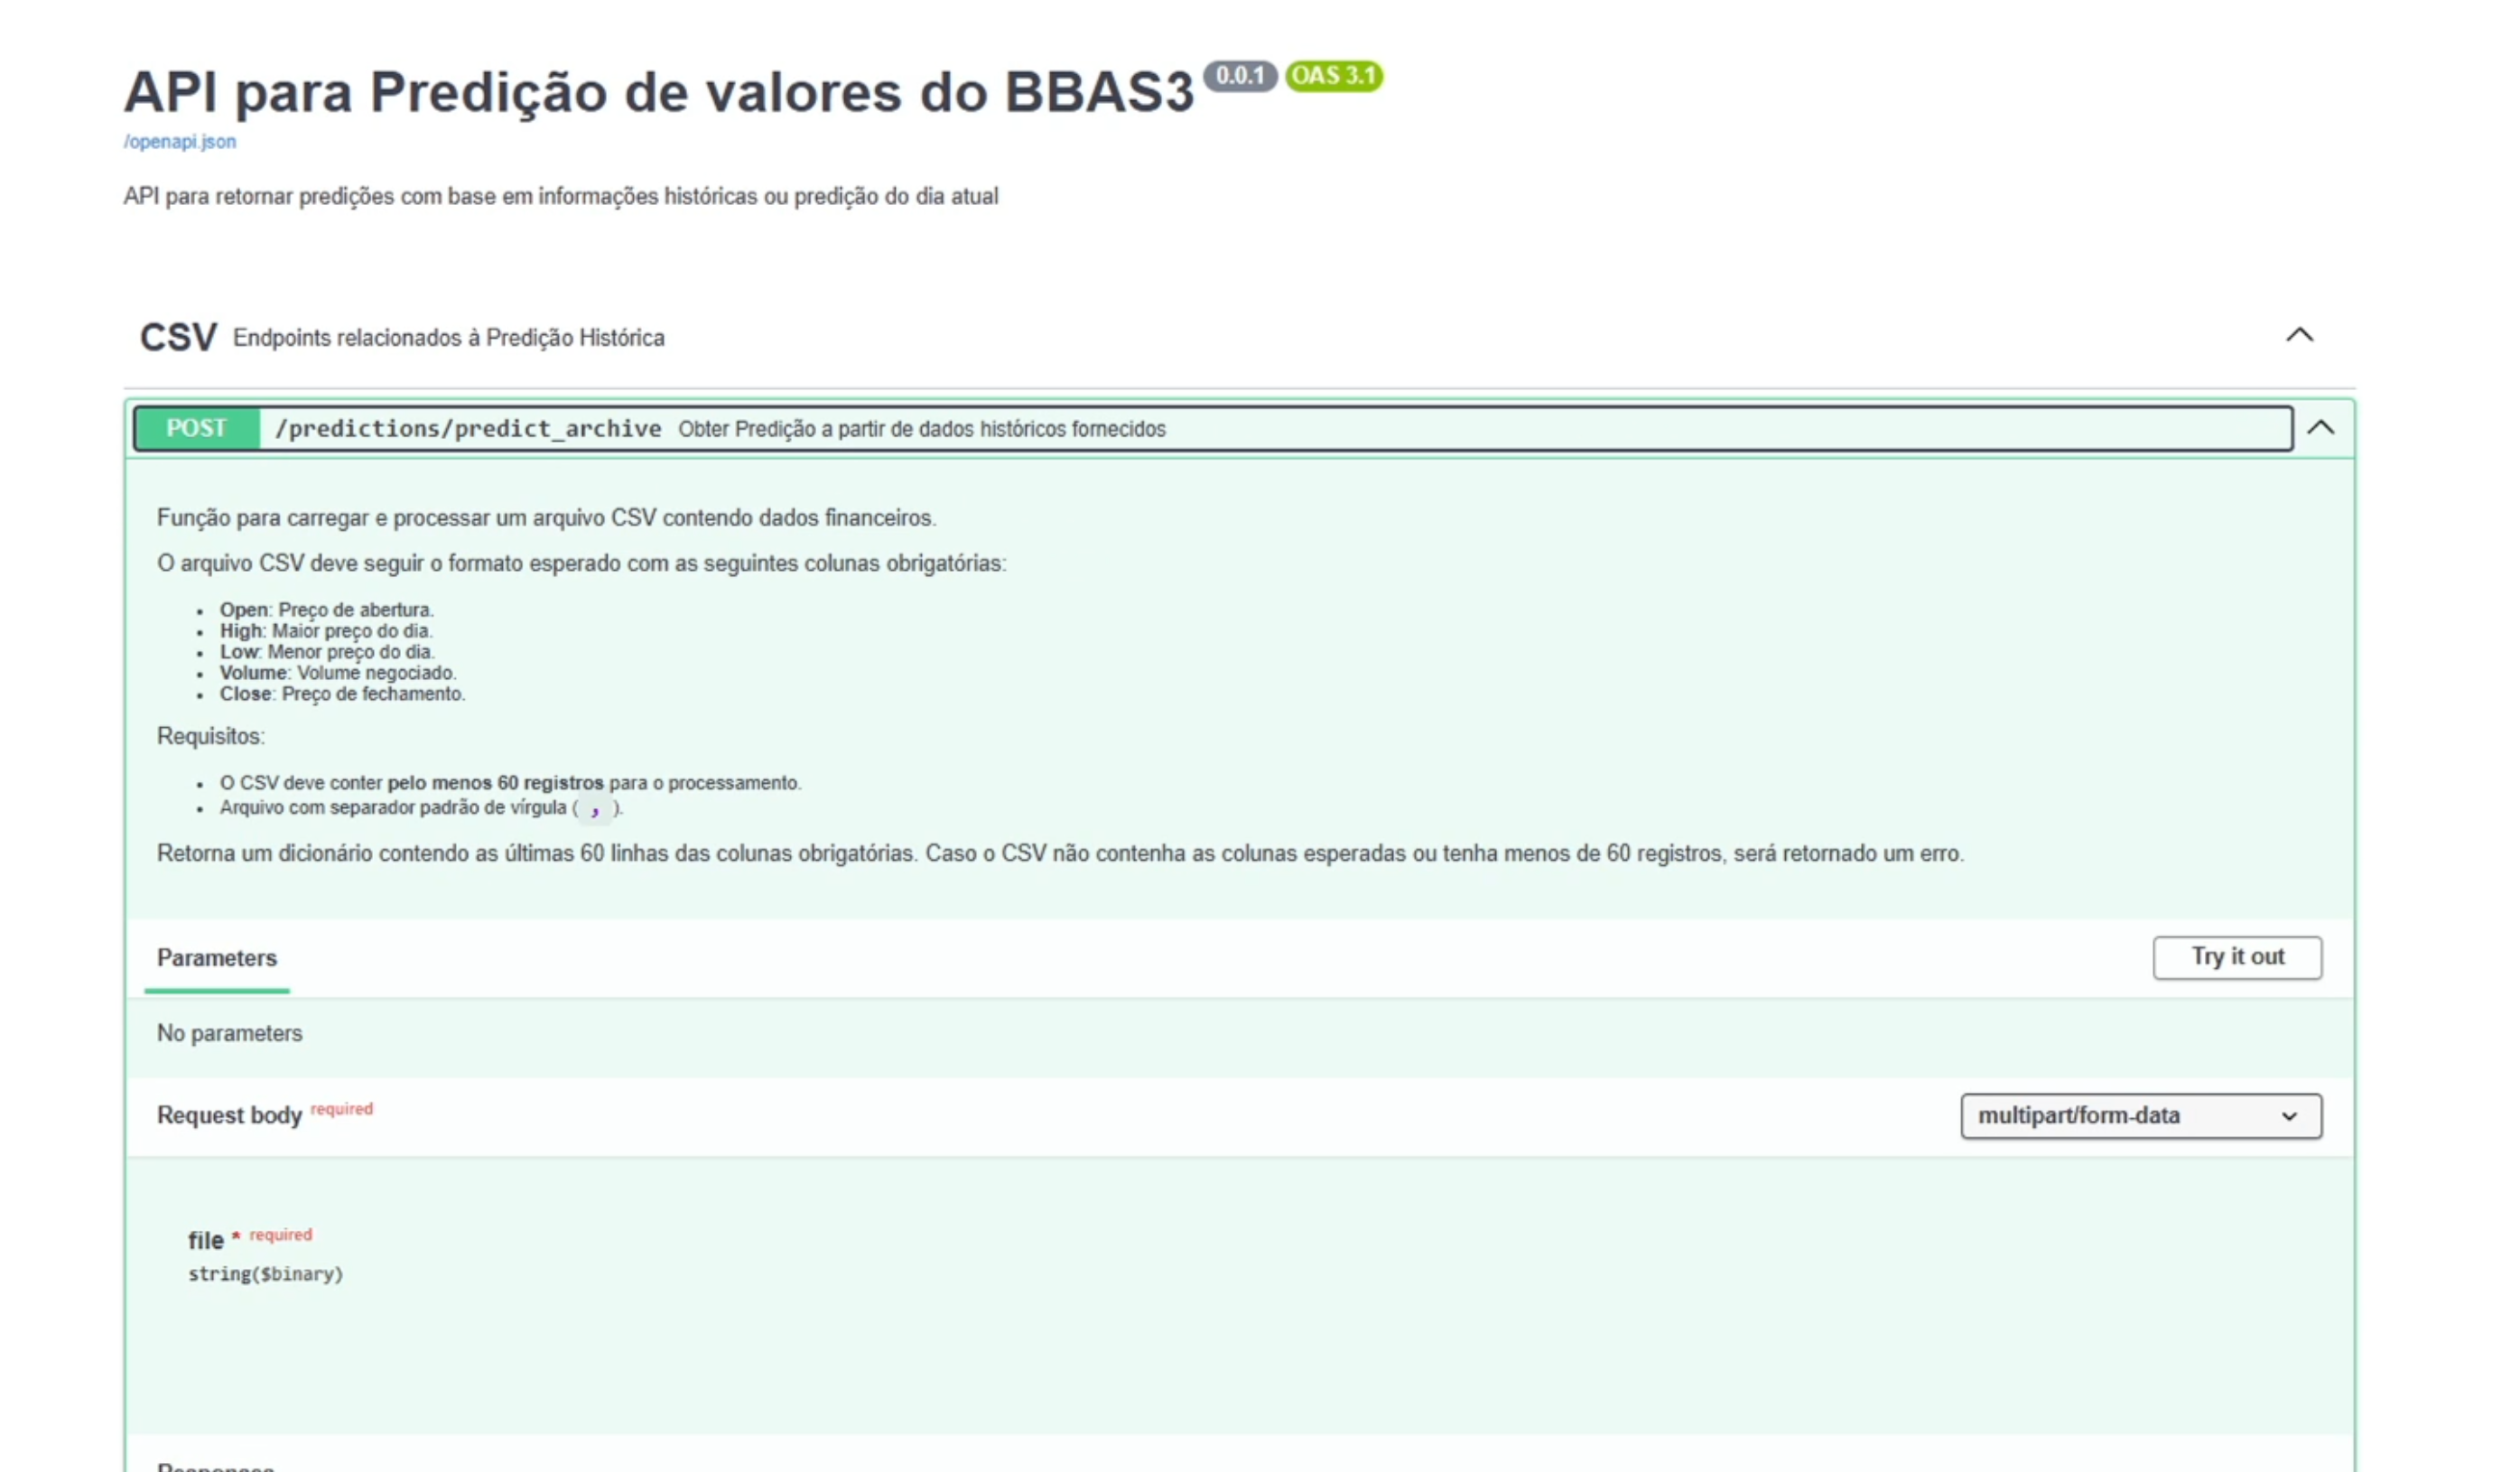 API para Predição de valores do BBAS3 0.0.1 OAS 3.1
/openapi.json
API para retornar predições com base em informações históricas ou predição do dia atual
CSV Endpoints relacionados à Predição Histórica
POST /predictions/predict_archive Obter Predição a partir de dados históricos fornecidos
Função para carregar e processar um arquivo CSV contendo dados financeiros.
O arquivo CSV deve seguir o formato esperado com as seguintes colunas obrigatórias:
• Open: Preço de abertura.
• High: Maior preço do dia.
• Low: Menor preço do dia.
• Volume: Volume negociado.
• Close: Preço de fechamento.
Requisitos:
• O CSV deve conter pelo menos 60 registros para o processamento.
• Arquivo com separador padrão de vírgula ( , ).
Retorna um dicionário contendo as últimas 60 linhas das colunas obrigatórias. Caso o CSV não contenha as colunas esperadas ou tenha menos de 60 registros, será retornado um erro.
Parameters Try it out
No parameters
Request body required multipart/form-data
file * required
string($binary)
Responses